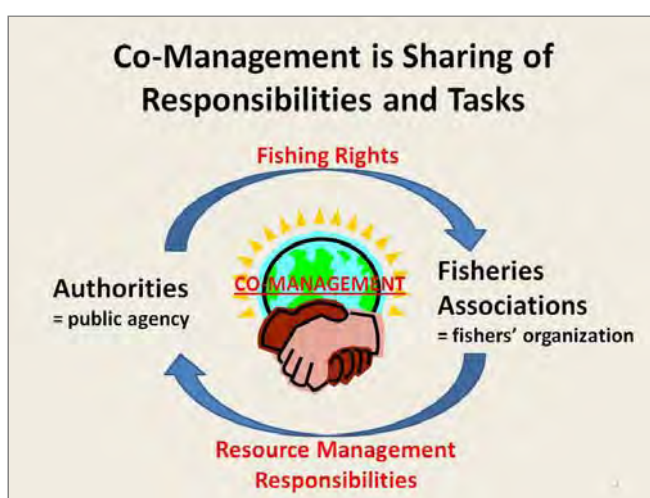 Co-Management is Sharing of
Responsibilities and Tasks
Fishing Rights
Authorities
= public agency
CO-MANAGEMENT
Fisheries
Associations
= fishers' organization
Resource Management
Responsibilities